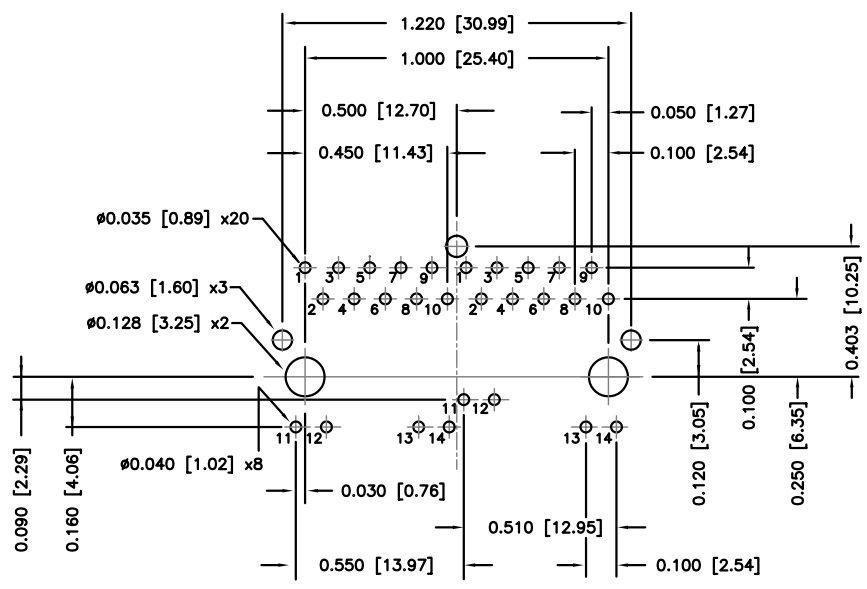 1.220 [30.99]
1.000 [25.40]
0.500 [12.70]
0.050 [1.27]
0.450 [11.43]
0.100 [2.54]
ø0.035 [0.89] x20
1 3 5 7 9 1 3 5 7 9
ø0.063 [1.60] x3
2 4 6 8 10 2 4 6 8 10
ø0.128 [3.25] x2
0.403 [10.25]
0.100 [2.54]
0.120 [3.05]
0.250 [6.35]
11 12
11 12 13 14 13 14
0.090 [2.29]
0.160 [4.06]
ø0.040 [1.02] x8
0.030 [0.76]
0.510 [12.95]
0.550 [13.97]
0.100 [2.54]